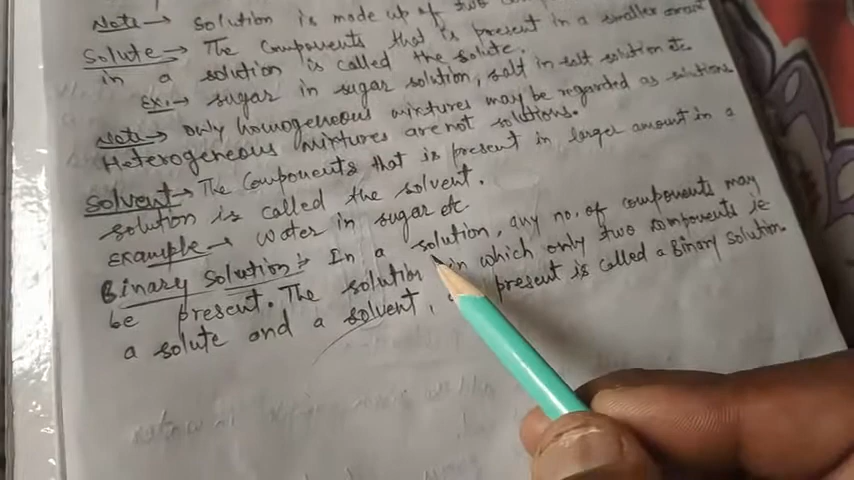 Note → solution is made up of two com
Solute → The components that is present in a smaller amount
in a solution is called the solute.
Ex:- → sugar in sugar solution, salt in salt solution etc.
Note → only homogeneous mixtures may be regarded as solutions.
Heterogeneous mixtures are not solutions.
Solvent → The components that is present in larger amount in a
solution is called the solvent.
Example → Water in sugar etc
Binary solution :- In a solution, any no. of components may
be present. The solution in which only two components ie
a solute and a solvent, present is called a Binary solution.